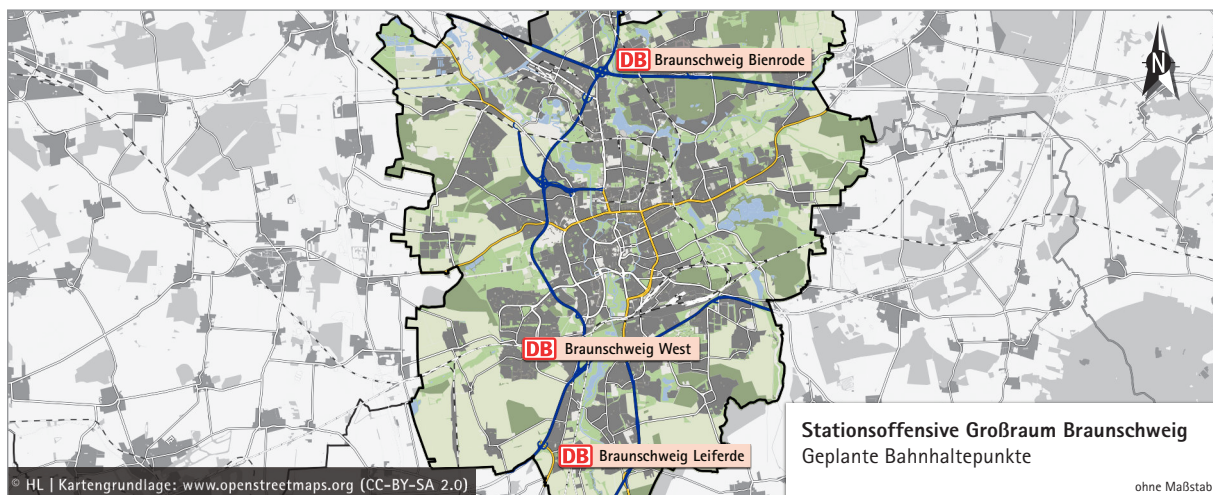 DB Braunschweig Bienrode
N
DB Braunschweig West
DB Braunschweig Leiferde
Stationsoffensive Großraum Braunschweig
Geplante Bahnhaltepunkte
ohne Maßstab
© HL | Kartengrundlage: www.openstreetmaps.org (CC-BY-SA 2.0)